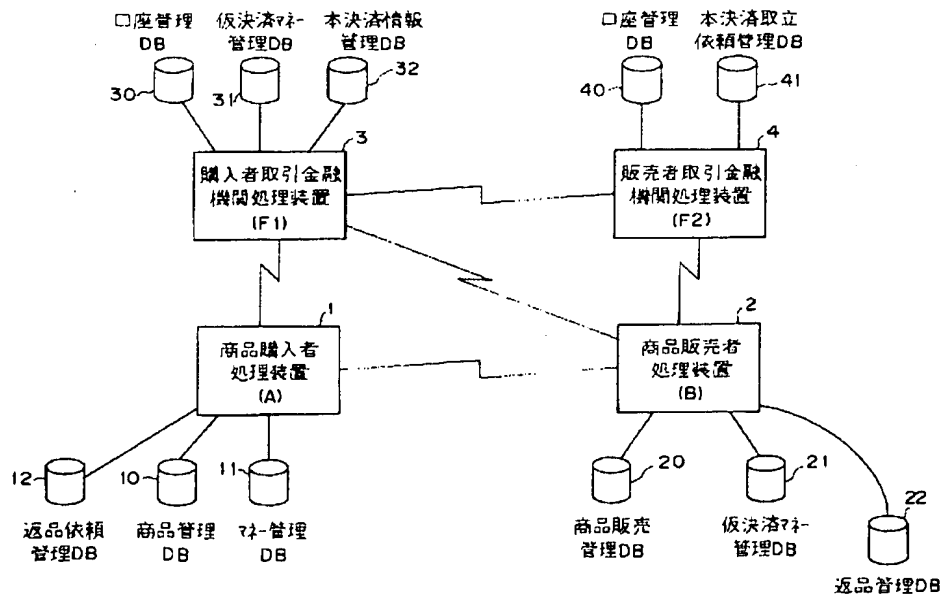 口座管理
DB
仮決済マネー
管理DB
本決済情報
管理DB
30
31
32
口座管理
DB
本決済取立
依頼管理DB
40
41
3
購入者取引金融
機関処理装置
(F1)
4
販売者取引金融
機関処理装置
(F2)
1
商品購入者
処理装置
(A)
2
商品販売者
処理装置
(B)
12
返品依頼
管理DB
10
商品管理
DB
11
マネー管理
DB
20
商品販売
管理DB
21
仮決済マネー
管理DB
22
返品管理DB